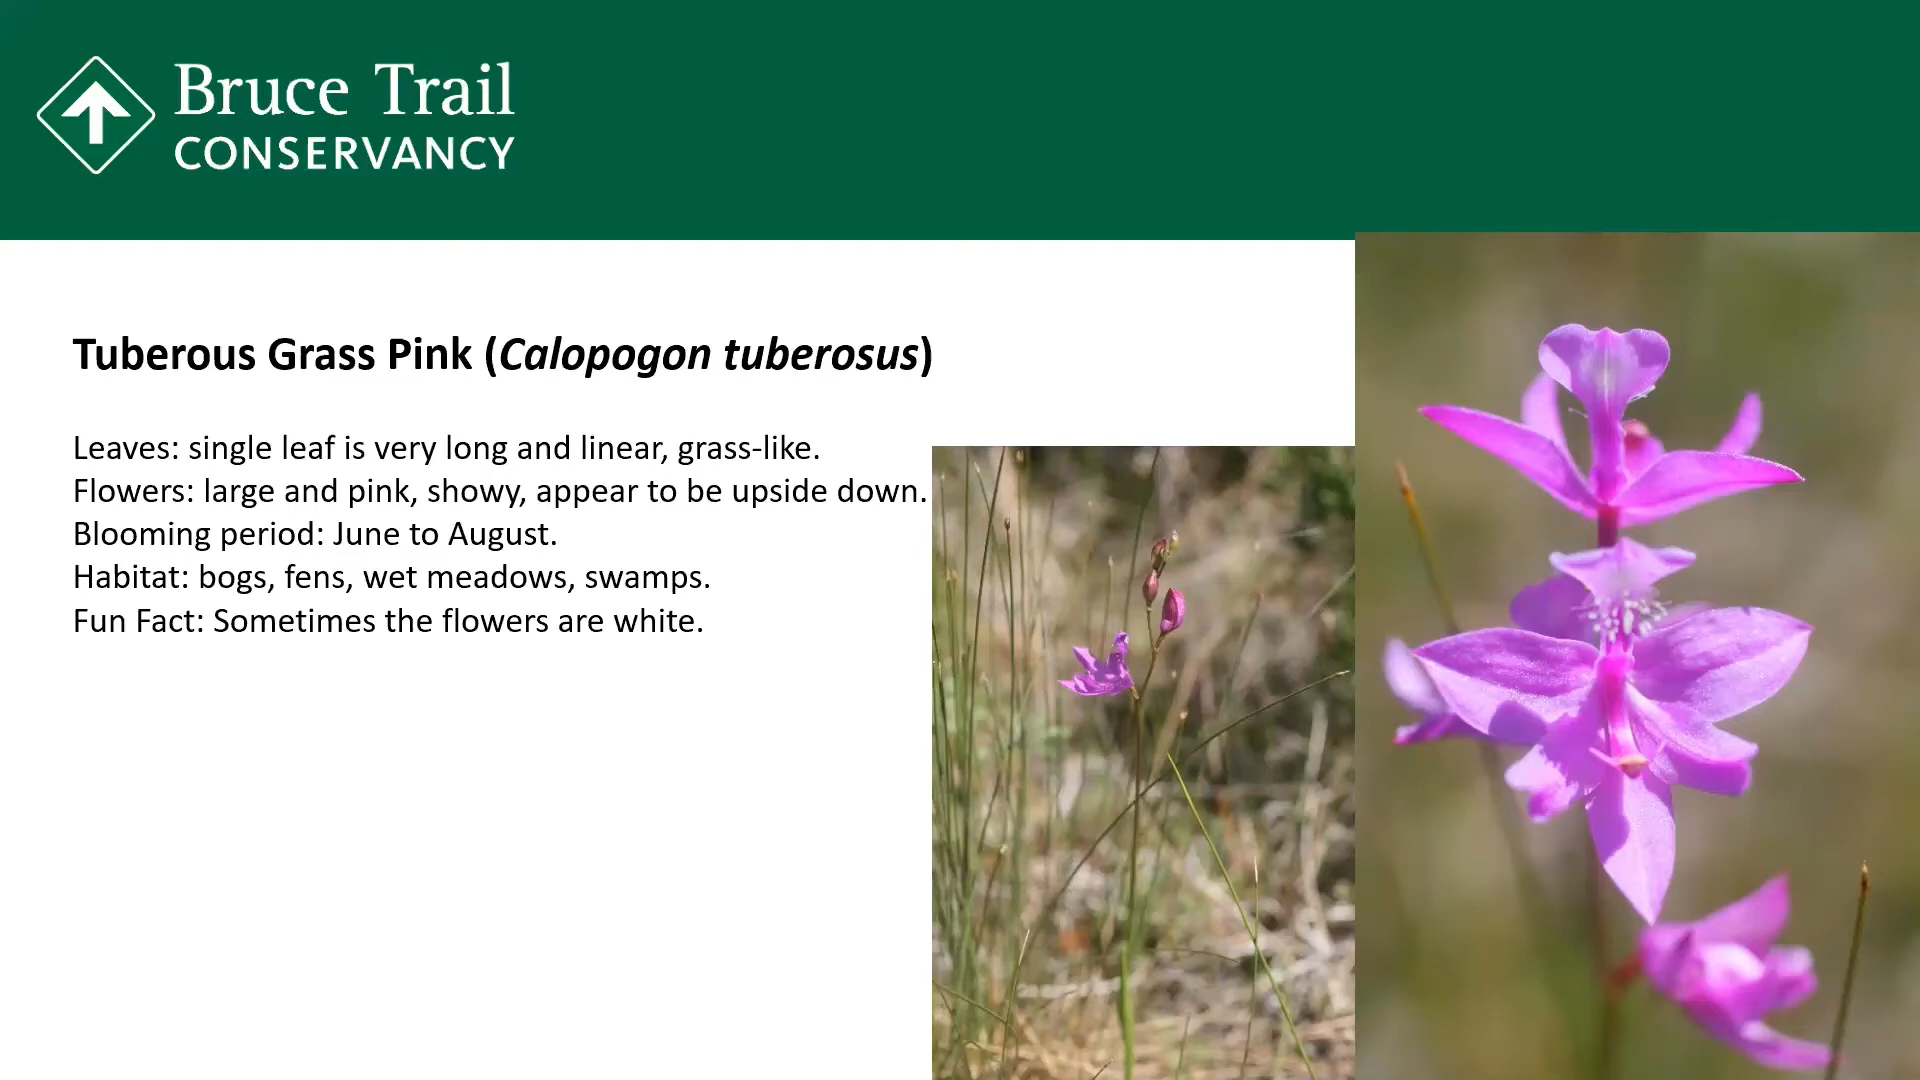 Bruce Trail
CONSERVANCY
Tuberous Grass Pink (Calopogon tuberosus)
Leaves: single leaf is very long and linear, grass-like.
Flowers: large and pink, showy, appear to be upside down.
Blooming period: June to August.
Habitat: bogs, fens, wet meadows, swamps.
Fun Fact: Sometimes the flowers are white.